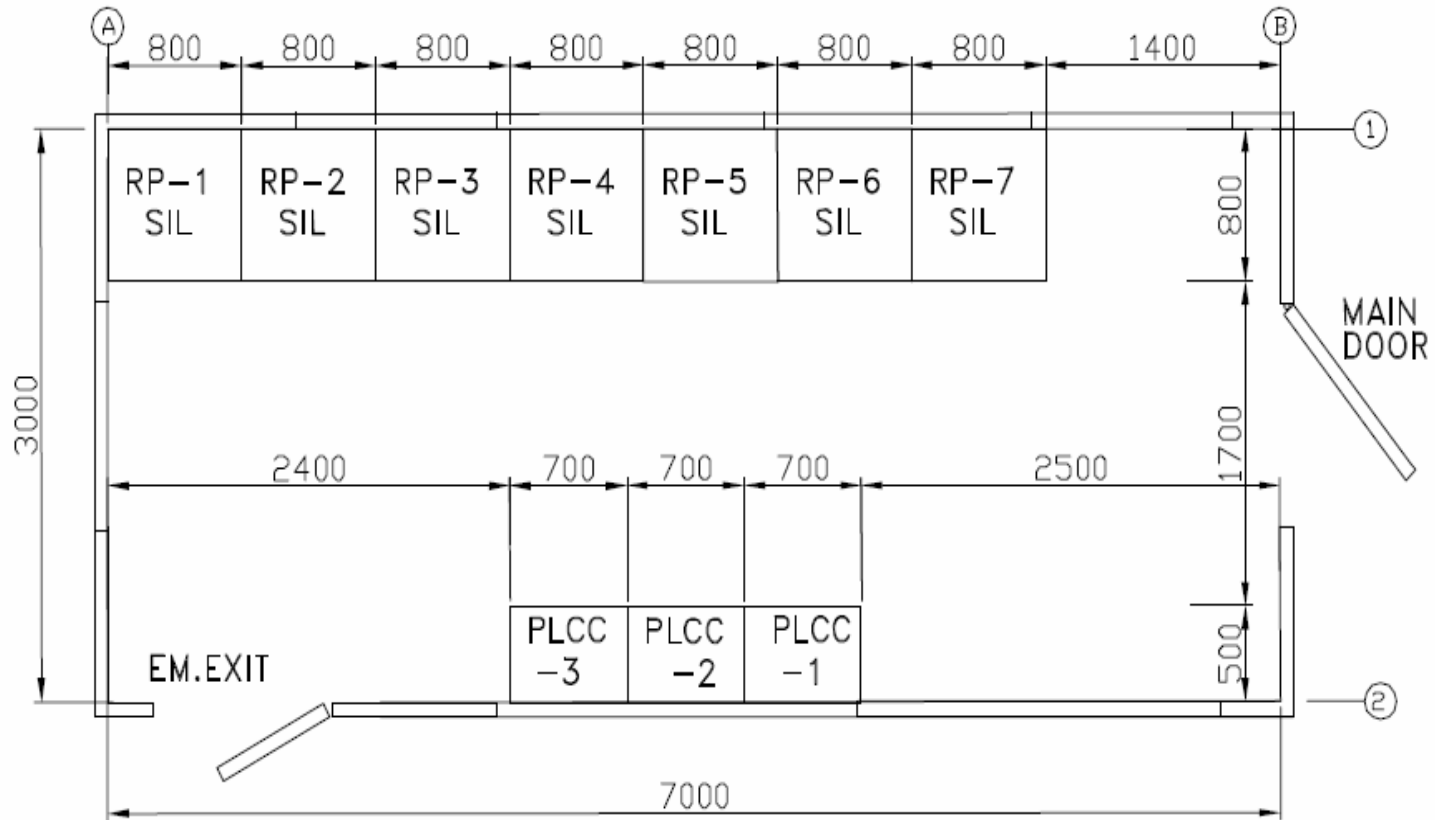 A
B
800 800 800 800 800 800 800 1400
1
RP-1 RP-2 RP-3 RP-4 RP-5 RP-6 RP-7
SIL SIL SIL SIL SIL SIL SIL
800
MAIN
DOOR
3000
1700
2400 700 700 700 2500
PLCC PLCC PLCC
-3 -2 -1
500
EM.EXIT
2
7000